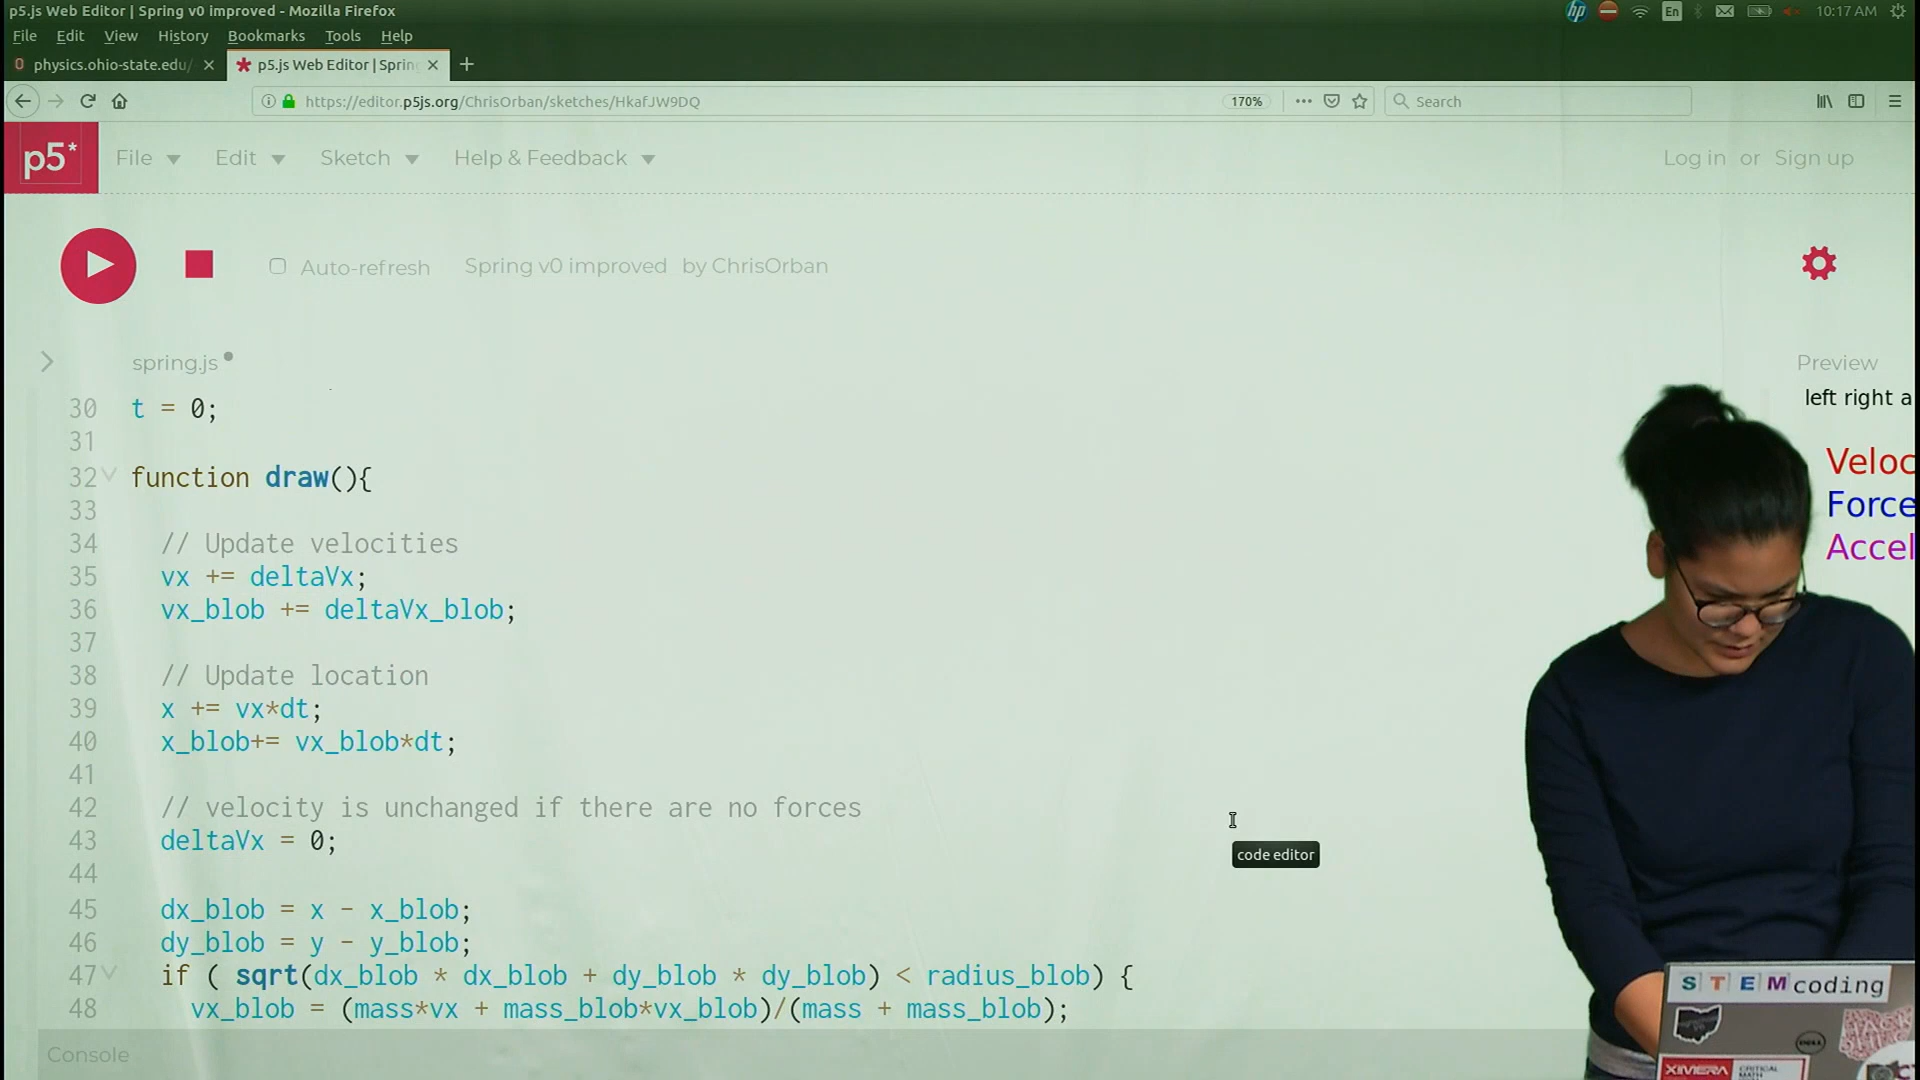 p5.js Web Editor | Spring v0 improved - Mozilla Firefox
hp
En
10:17 AM
File Edit View History Bookmarks Tools Help
physics.ohio-state.edu/
p5.js Web Editor | Spring
https://editor.p5js.org/ChrisOrban/sketches/HkafJW9DQ
170%
Search
p5*
File
Edit
Sketch
Help & Feedback
Log in or Sign up
Auto-refresh
Spring v0 improved by ChrisOrban
spring.js
Preview
left right a
Veloc
Force
Accel
30 t = 0;
31
32 function draw(){
33
34 // Update velocities
35 vx += deltaVx;
36 vx_blob += deltaVx_blob;
37
38 // Update location
39 x += vx*dt;
40 x_blob+= vx_blob*dt;
41
42 // velocity is unchanged if there are no forces
43 deltaVx = 0;
44
45 dx_blob = x - x_blob;
46 dy_blob = y - y_blob;
47 if ( sqrt(dx_blob * dx_blob + dy_blob * dy_blob) < radius_blob) {
48 vx_blob = (mass*vx + mass_blob*vx_blob)/(mass + mass_blob);
code editor
Console
STEMcoding
XIMERA
CRITICAL